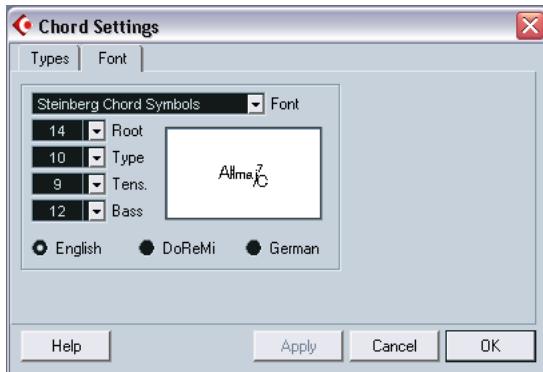 Chord Settings
Types Font
Steinberg Chord Symbols Font
14 Root
10 Type
9 Tens.
12 Bass
English DoReMi German
Help Apply Cancel OK